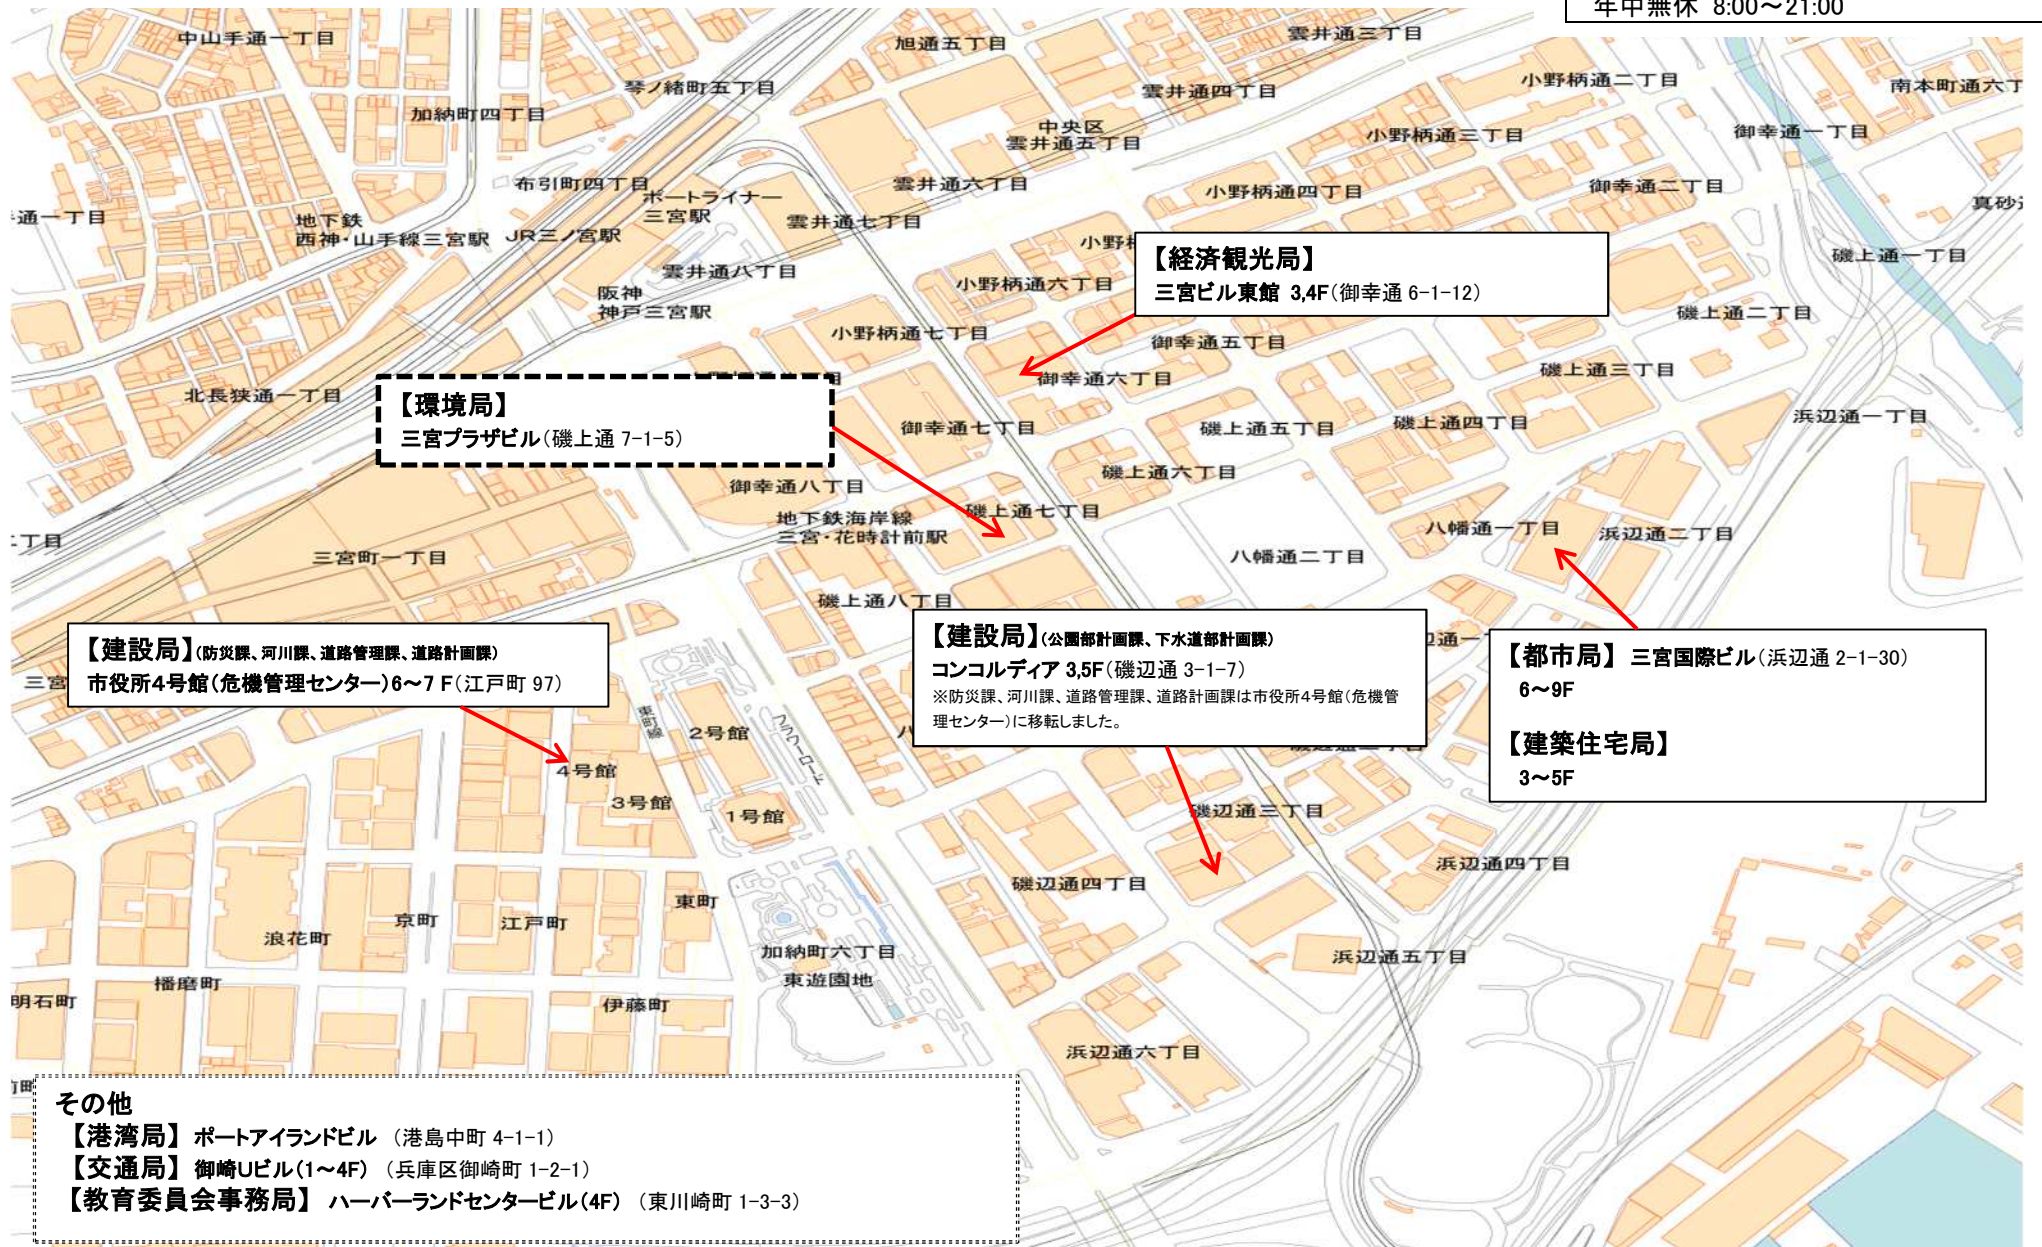 年中無休 8:00～21:00
中山手通一丁目
旭通五丁目
雲井通三丁目
加納町四丁目
琴ノ緒町五丁目
雲井通四丁目
小野柄通二丁目
南本町通六丁
中央区
雲井通五丁目
小野柄通三丁目
御幸通一丁目
布引町四丁目
雲井通六丁目
小野柄通四丁目
御幸通二丁目
通一丁目
地下鉄
西神・山手線三宮駅
JR三ノ宮駅
ポートライナー
三宮駅
雲井通七丁目
真砂
小野
磯上通一丁目
雲井通八丁目
阪神
神戸三宮駅
小野柄通六丁目
【経済観光局】
三宮ビル東館 3,4F(御幸通 6-1-12)
磯上通二丁目
小野柄通七丁目
御幸通五丁目
御幸通六丁目
磯上通三丁目
北長狭通一丁目
【環境局】
三宮プラザビル(磯上通 7-1-5)
御幸通七丁目
磯上通五丁目
磯上通四丁目
浜辺通一丁目
磯上通六丁目
御幸通八丁目
地下鉄海岸線
三宮・花時計前駅
磯上通七丁目
二丁目
三宮町一丁目
八幡通二丁目
八幡通一丁目
浜辺通二丁目
磯上通八丁目
【建設局】(防災課、河川課、道路管理課、道路計画課)
市役所4号館(危機管理センター)6～7 F(江戸町 97)
三宮
【建設局】(公園部計画課、下水道部計画課)
コンコルディア 3,5F(磯辺通 3-1-7)
※防災課、河川課、道路管理課、道路計画課は市役所4号館(危機管
理センター)に移転しました。
辺通一
【都市局】 三宮国際ビル(浜辺通 2-1-30)
6～9F
【建築住宅局】
3～5F
2号館
フラワーロード
4号館
3号館
1号館
磯辺通三丁目
浜辺通四丁目
磯辺通四丁目
東町
京町
江戸町
浪花町
加納町六丁目
東遊園地
浜辺通五丁目
播磨町
明石町
伊藤町
浜辺通六丁目
その他
【港湾局】 ポートアイランドビル (港島中町 4-1-1)
【交通局】 御崎Uビル(1～4F) (兵庫区御崎町 1-2-1)
【教育委員会事務局】 ハーバーランドセンタービル(4F) (東川崎町 1-3-3)